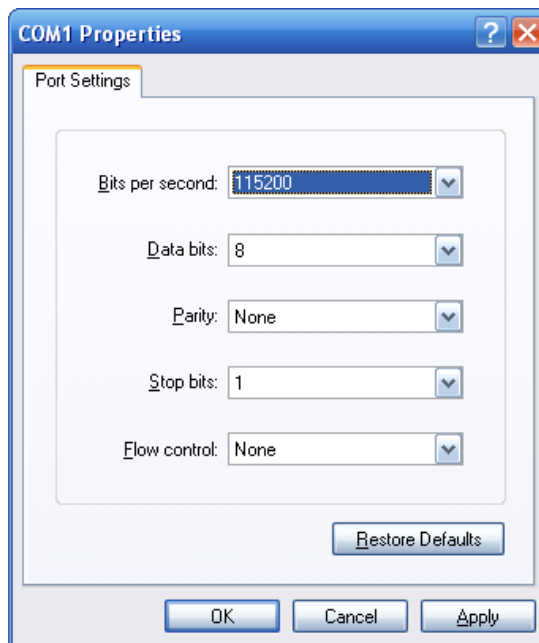 COM1 Properties
Port Settings
Bits per second: 115200
Data bits: 8
Parity: None
Stop bits: 1
Flow control: None
Restore Defaults
OK Cancel Apply